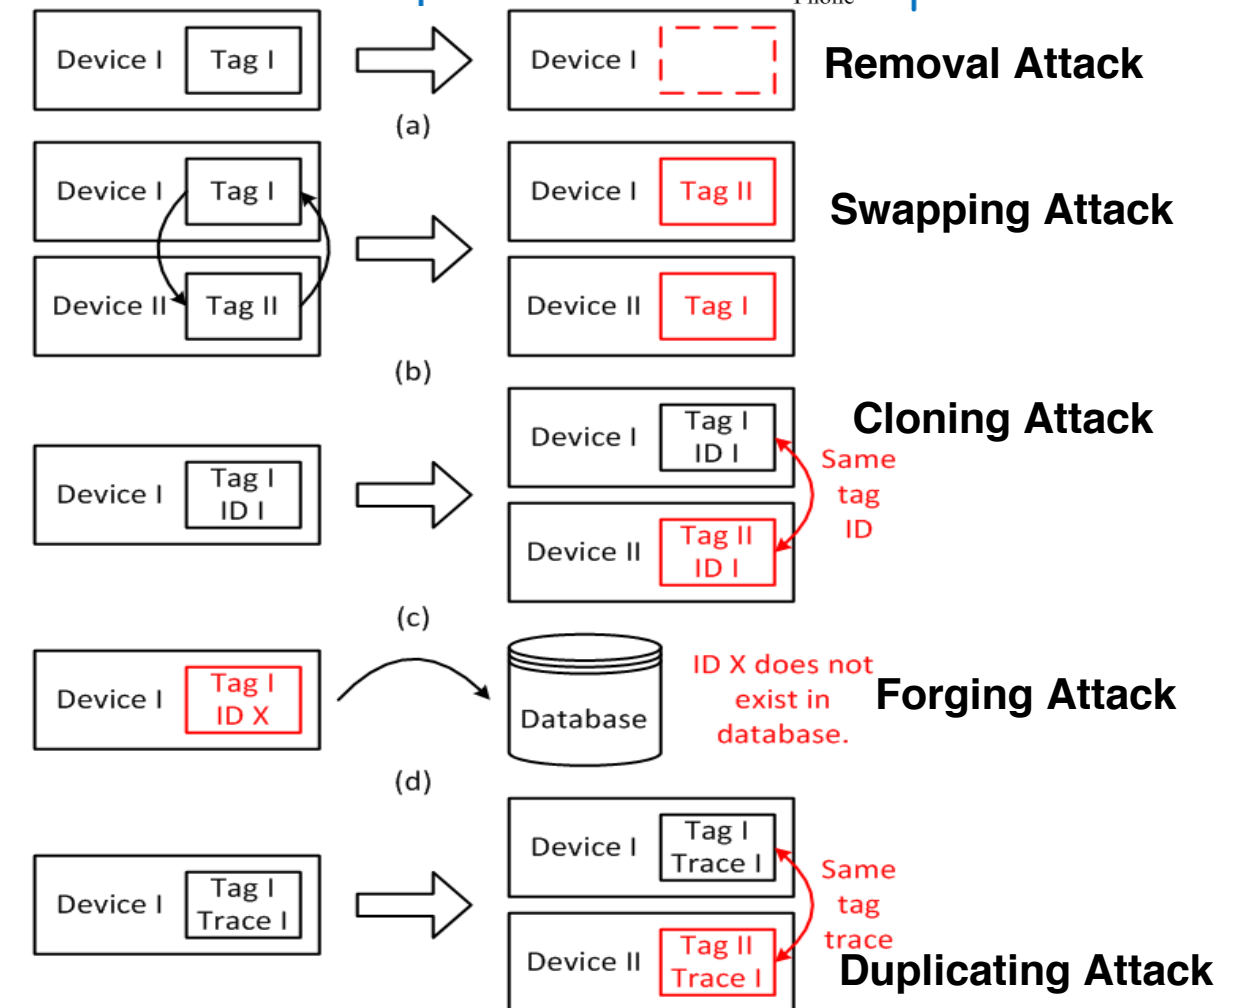 Phone
Device I
Tag I
Device I
Removal Attack
(a)
Device I
Tag I
Device II
Tag II
Device I
Tag II
Device II
Tag I
Swapping Attack
(b)
Device I
Tag I
ID I
Device I
Tag I
ID I
Device II
Tag II
ID I
Same
tag
ID
Cloning Attack
(c)
Device I
Tag I
ID X
Database
ID X does not
exist in
database.
Forging Attack
(d)
Device I
Tag I
Trace I
Device I
Tag I
Trace I
Device II
Tag II
Trace I
Same
tag
trace
Duplicating Attack